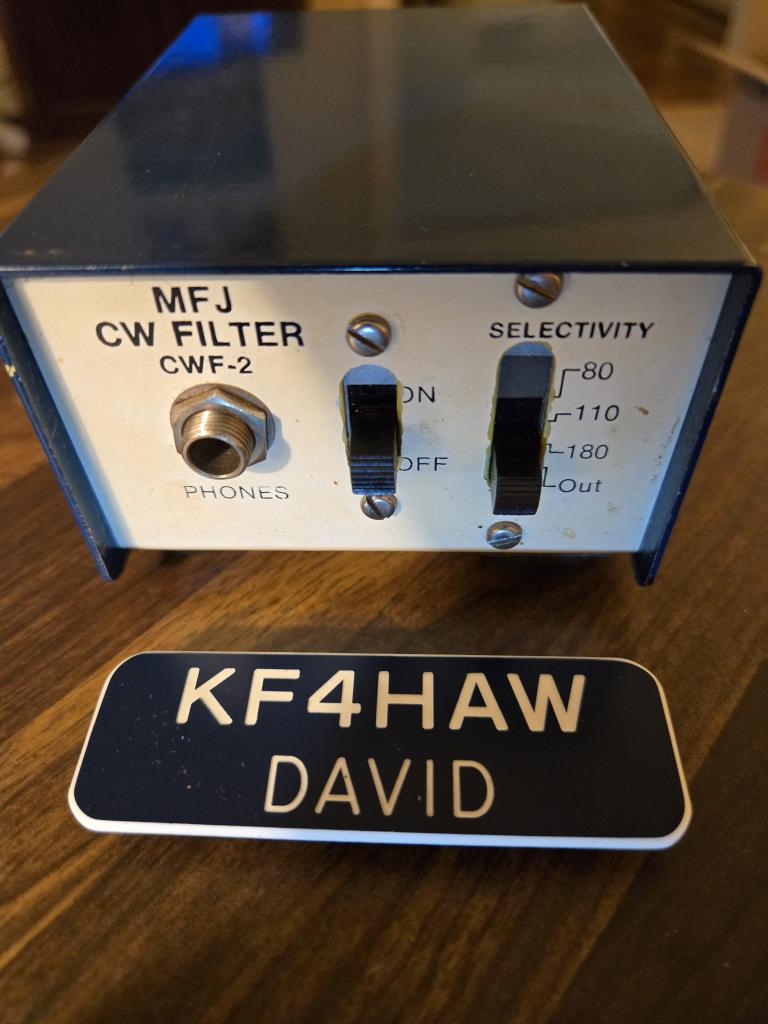 MFJ
CW FILTER
CWF-2
PHONES
ON
OFF
SELECTIVITY
80
110
180
Out
KF4HAW
DAVID